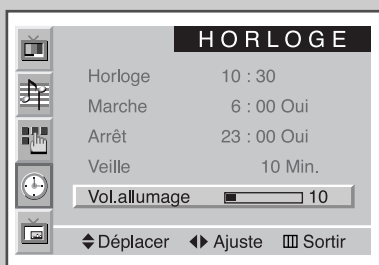 HORLOGE
Horloge 10 : 30
Marche 6 : 00 Oui
Arrêt 23 : 00 Oui
Veille 10 Min.
Vol.allumage 10
Déplacer Ajuste Sortir